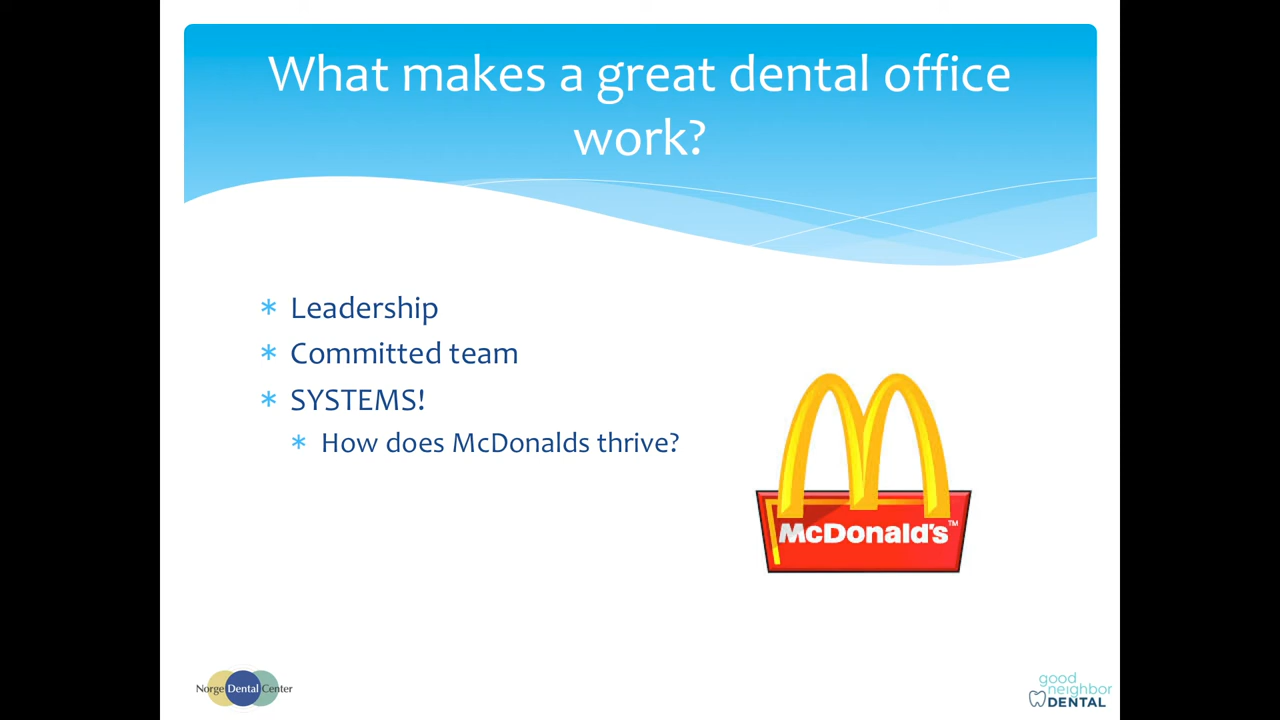 What makes a great dental office
work?
Leadership
Committed team
SYSTEMS!
How does McDonalds thrive?
McDonald's™
Norge Dental Center
good
neighbor
DENTAL